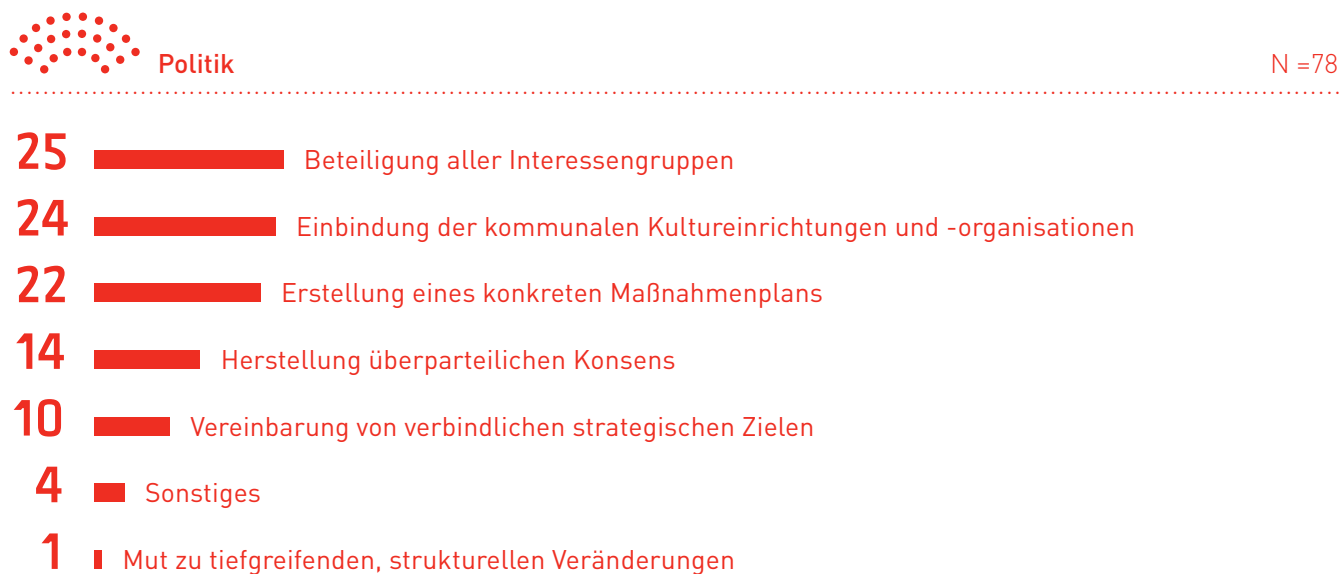 Politik N =78
25 Beteiligung aller Interessengruppen
24 Einbindung der kommunalen Kultureinrichtungen und -organisationen
22 Erstellung eines konkreten Maßnahmenplans
14 Herstellung überparteilichen Konsens
10 Vereinbarung von verbindlichen strategischen Zielen
4 Sonstiges
1 Mut zu tiefgreifenden, strukturellen Veränderungen